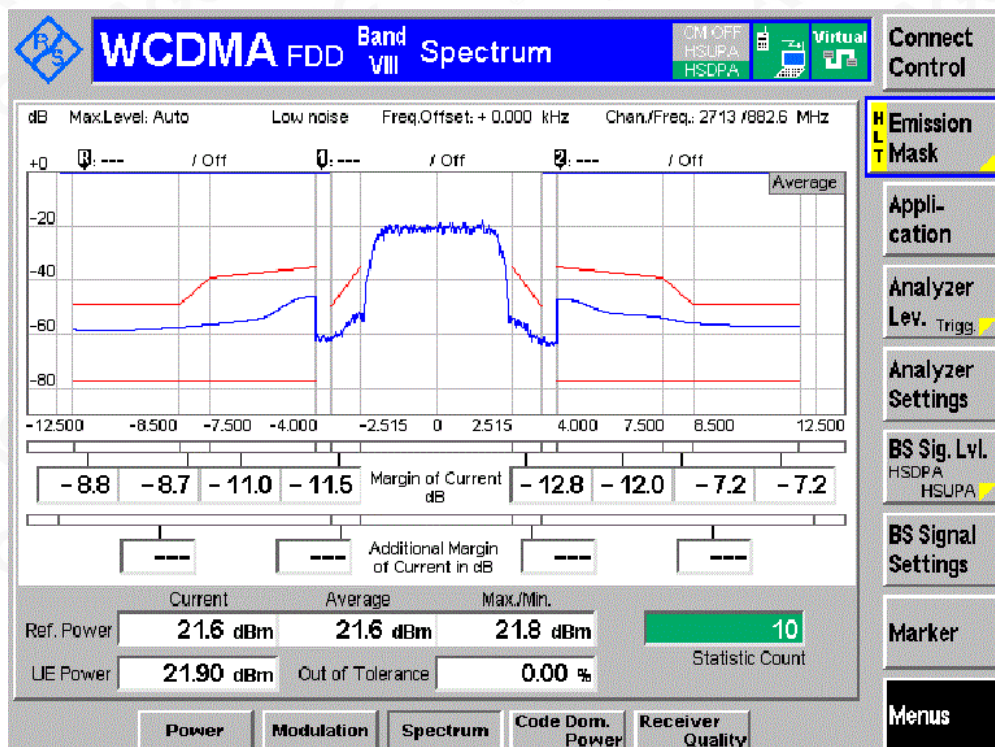 R&S
WCDMA FDD Band VIII Spectrum
CM OFF
HSUPA
HSDPA
Virtual
Connect Control
dB Max.Level: Auto Low noise Freq.Offset: + 0.000 kHz Chan./Freq.: 2713 /882.6 MHz
HLT
Emission Mask
R: --- / Off 1: --- / Off 2: --- / Off
Average
+0
-20
-40
-60
-80
-12.500 -8.500 -7.500 -4.000 -2.515 0 2.515 4.000 7.500 8.500 12.500
Appli-
cation
Analyzer
Lev. Trigg.
Analyzer
Settings
- 8.8 - 8.7 - 11.0 - 11.5 Margin of Current dB - 12.8 - 12.0 - 7.2 - 7.2
BS Sig. Lvl.
HSDPA
HSUPA
--- --- Additional Margin of Current in dB --- ---
BS Signal
Settings
Current Average Max./Min.
Ref. Power 21.6 dBm 21.6 dBm 21.8 dBm 10
Statistic Count
UE Power 21.90 dBm Out of Tolerance 0.00 %
Marker
Menus
Power Modulation Spectrum Code Dom. Power Receiver Quality